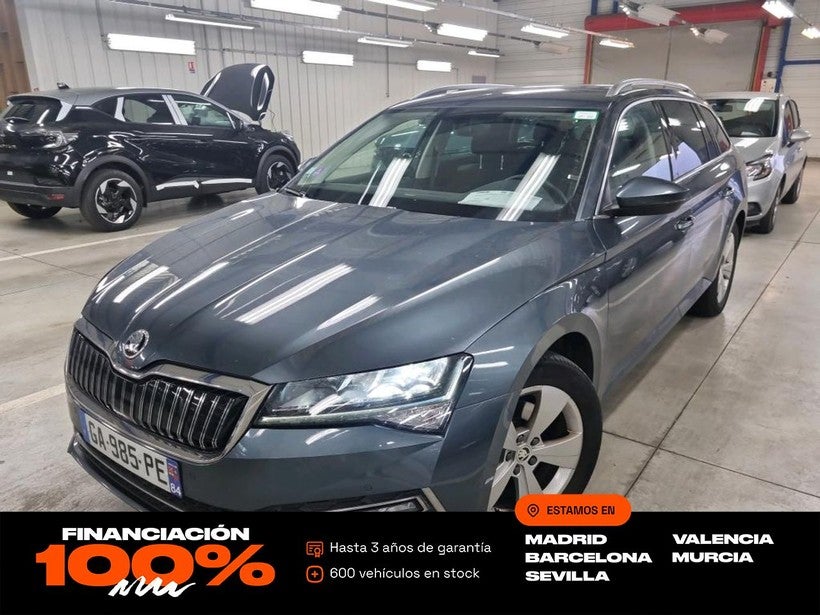 GA-985-PE
84
FINANCIACIÓN
100%
Hasta 3 años de garantía
600 vehículos en stock
ESTAMOS EN
MADRID
BARCELONA
SEVILLA
VALENCIA
MURCIA